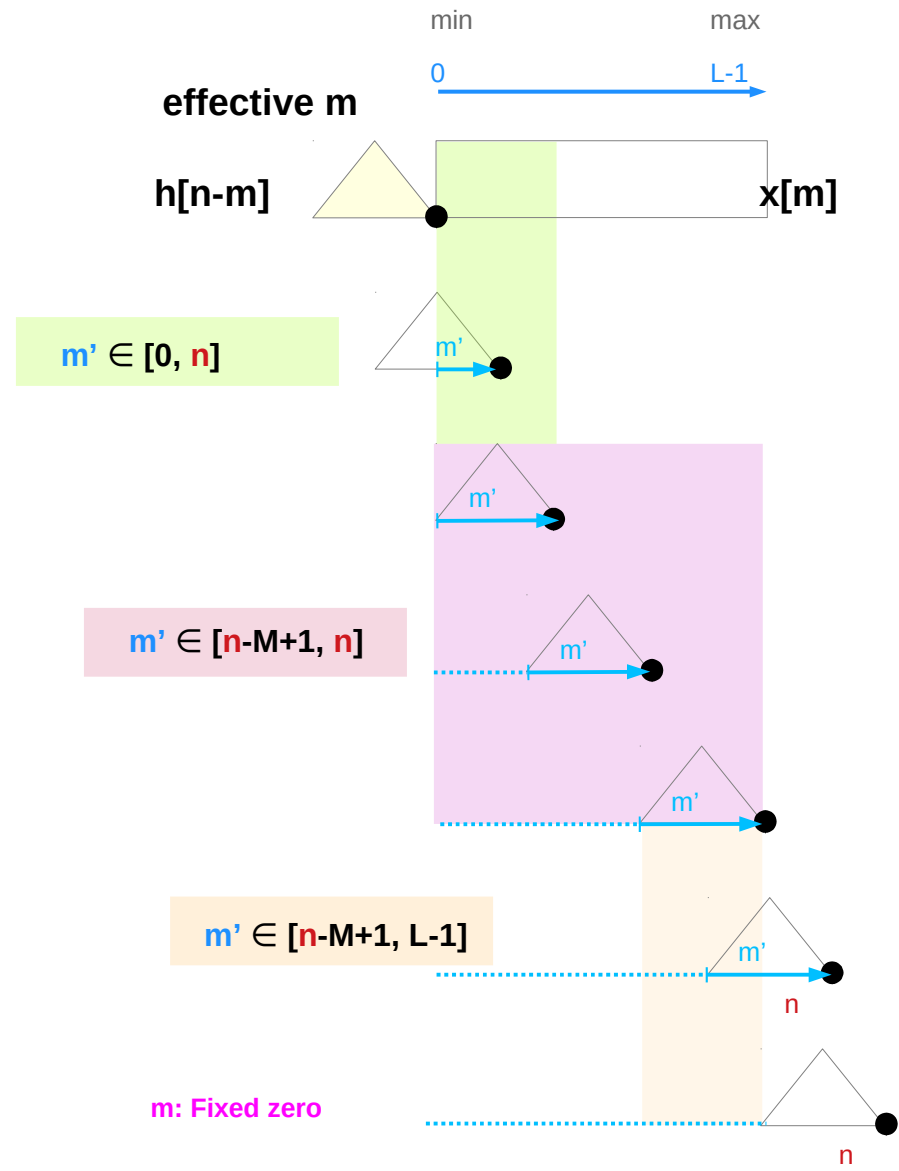 min max
0 L-1
effective m
h[n-m] x[m]
m’ ∈ [0, n] m’
m’
m’ ∈ [n-M+1, n] m’
m’
m’ ∈ [n-M+1, L-1] m’
n
m: Fixed zero
n